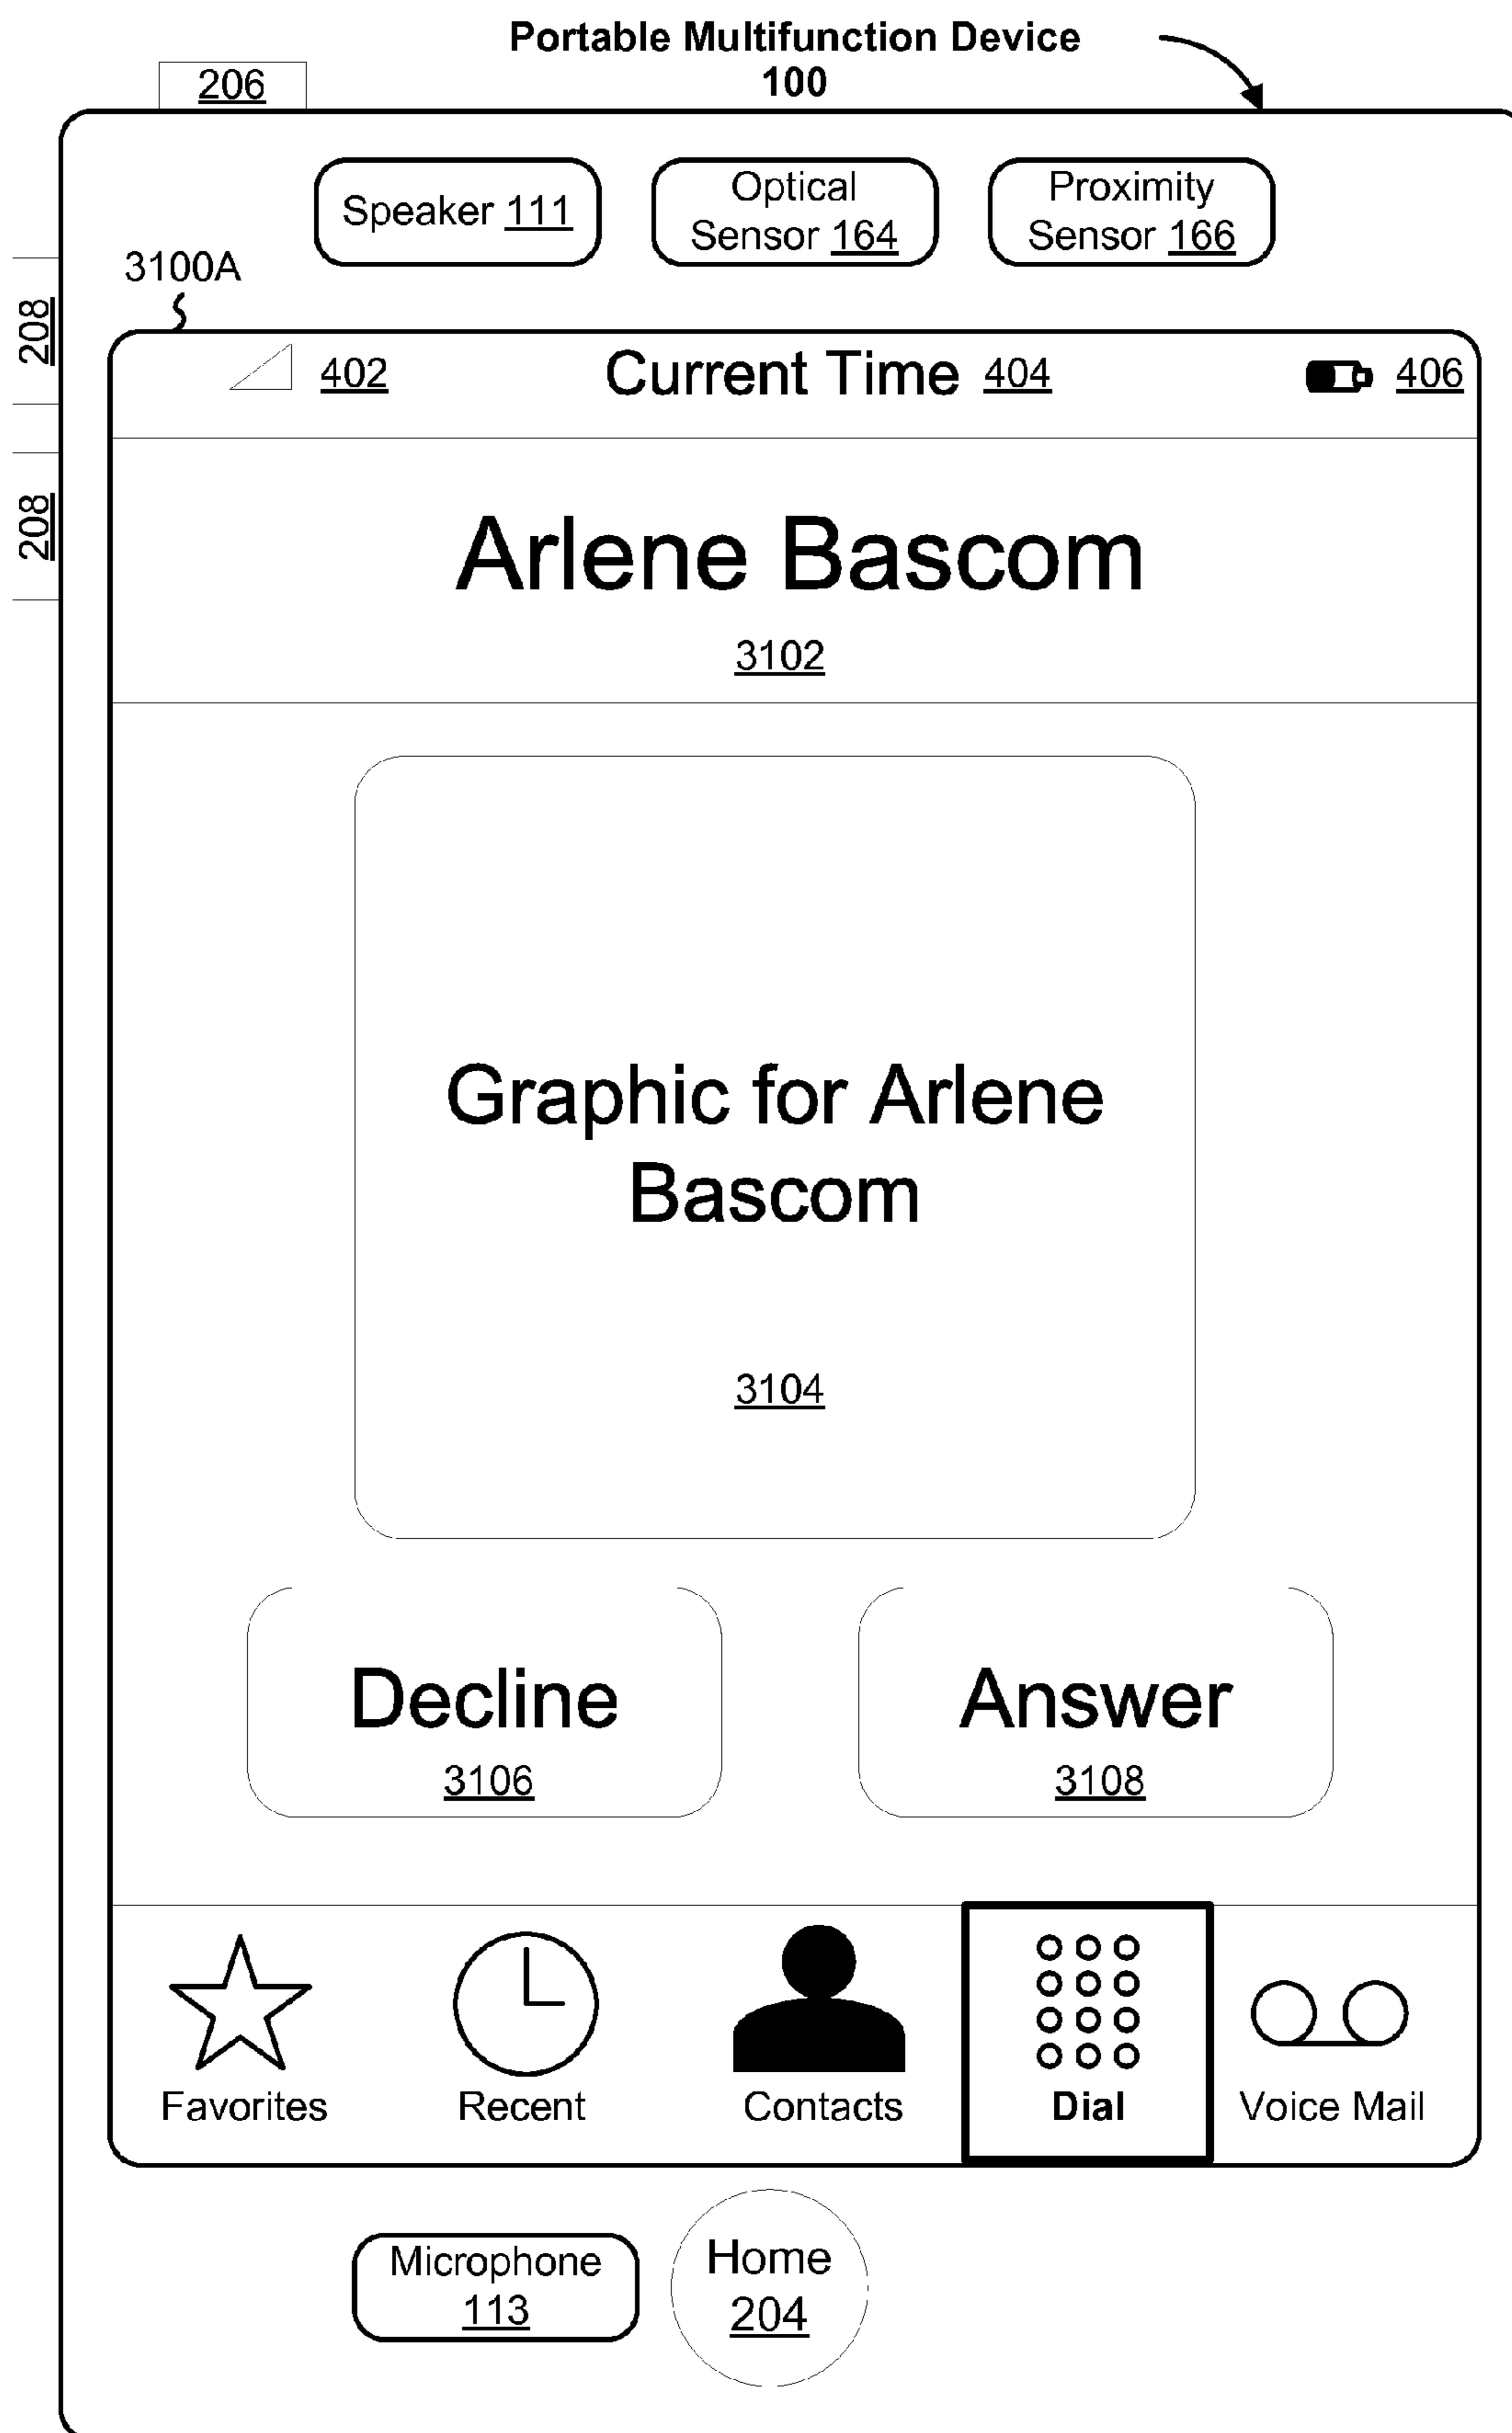 Portable Multifunction Device
100
206
Speaker 111
Optical
Sensor 164
Proximity
Sensor 166
3100A
208
208
402
Current Time 404
406
Arlene Bascom
3102
Graphic for Arlene
Bascom
3104
Decline
3106
Answer
3108
Favorites
Recent
Contacts
Dial
Voice Mail
Microphone
113
Home
204